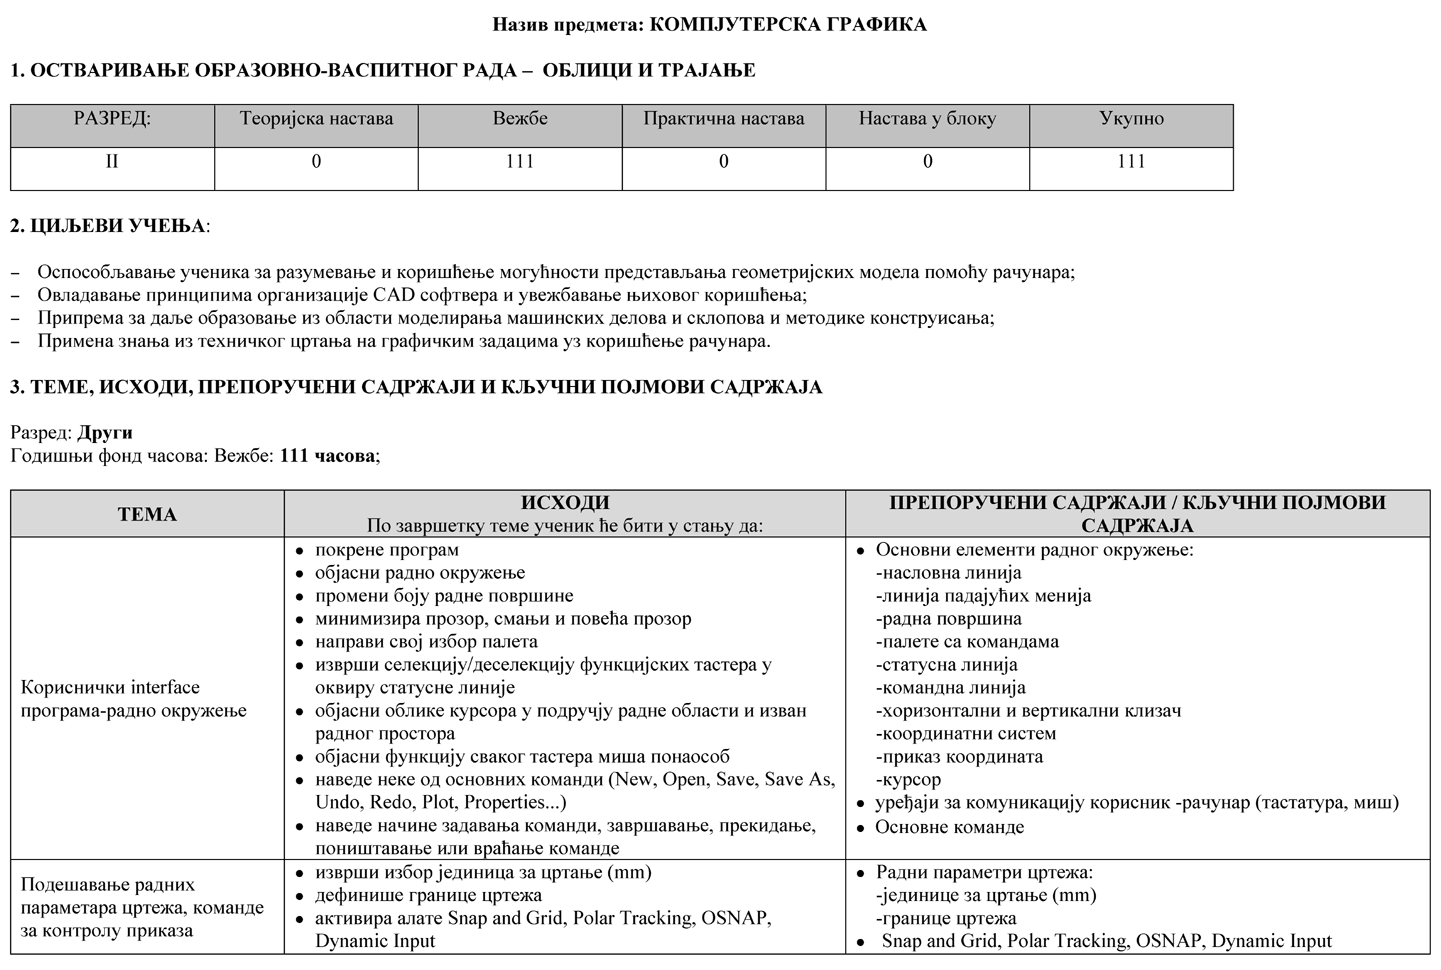 Назив предмета: КОМПЈУТЕРСКА ГРАФИКА
1. ОСТВАРИВАЊЕ ОБРАЗОВНО-ВАСПИТНОГ РАДА – ОБЛИЦИ И ТРАЈАЊЕ
РАЗРЕД: Теоријска настава Вежбе Практична настава Настава у блоку Укупно
II 0 111 0 0 111
2. ЦИЉЕВИ УЧЕЊА:
– Оспособљавање ученика за разумевање и коришћење могућности представљања геометријских модела помоћу рачунара;
– Овладавање принципима организације CAD софтвера и увежбавање њиховог коришћења;
– Припрема за даље образовање из области моделирања машинских делова и склопова и методике конструисања;
– Примена знања из техничког цртања на графичким задацима уз коришћење рачунара.
3. ТЕМЕ, ИСХОДИ, ПРЕПОРУЧЕНИ САДРЖАЈИ И КЉУЧНИ ПОЈМОВИ САДРЖАЈА
Разред: Други
Годишњи фонд часова: Вежбе: 111 часова;
ТЕМА
ИСХОДИ
По завршетку теме ученик ће бити у стању да:
ПРЕПОРУЧЕНИ САДРЖАЈИ / КЉУЧНИ ПОЈМОВИ
САДРЖАЈА
Кориснички interface
програма-радно окружење
• покрене програм
• објасни радно окружење
• промени боју радне површине
• минимизира прозор, смањи и повећа прозор
• направи свој избор палета
• изврши селекцију/деселекцију функцијских тастера у
оквиру статусне линије
• објасни облике курсора у подручју радне области и изван
радног простора
• објасни функцију сваког тастера миша понаособ
• наведе неке од основних команди (New, Open, Save, Save As,
Undo, Redo, Plot, Properties...)
• наведе начине задавања команди, завршавање, прекидање,
поништавање или враћање команде
• Основни елементи радног окружење:
-насловна линија
-линија падајућих менија
-радна површина
-палете са командама
-статусна линија
-командна линија
-хоризонтални и вертикални клизач
-координатни систем
-приказ координата
-курсор
• уређаји за комуникацију корисник -рачунар (тастатура, миш)
• Основне команде
Подешавање радних
параметара цртежа, команде
за контролу приказа
• изврши избор јединица за цртање (mm)
• дефинише границе цртежа
• активира алате Snap and Grid, Polar Tracking, OSNAP,
Dynamic Input
• Радни параметри цртежа:
-јединице за цртање (mm)
-границе цртежа
• Snap and Grid, Polar Tracking, OSNAP, Dynamic Input